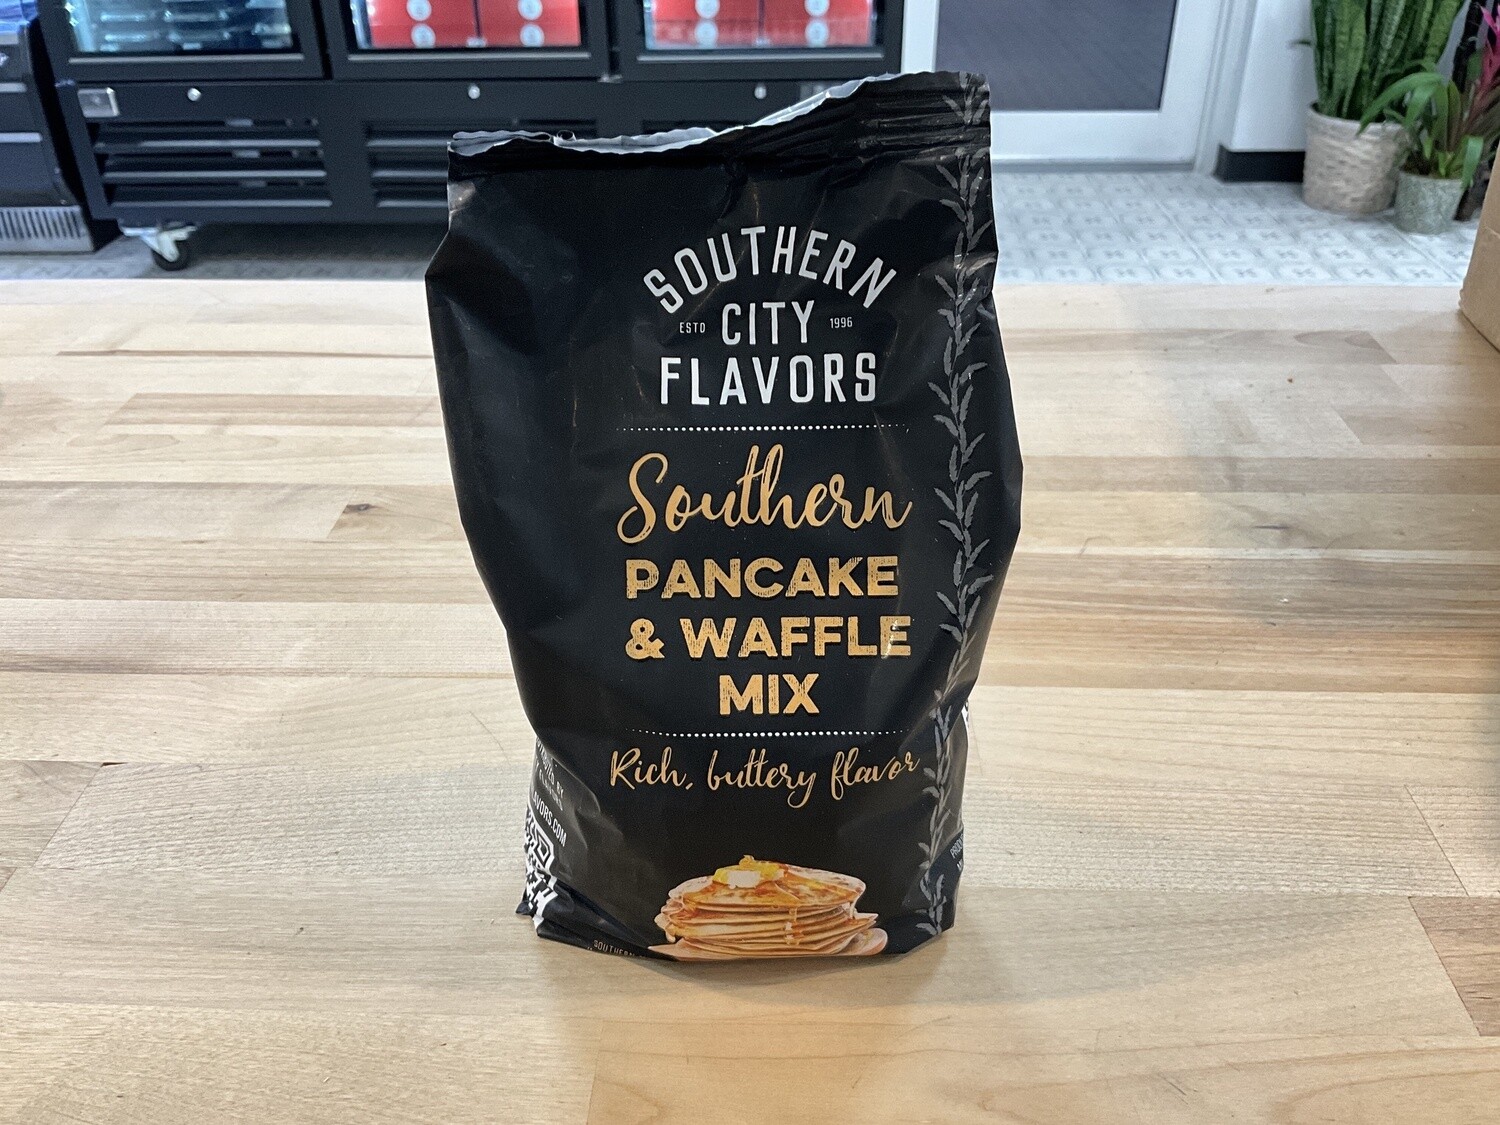 SOUTHERN
ESTD CITY 1996
FLAVORS
Southern
PANCAKE
& WAFFLE
MIX
Rich, buttery flavor